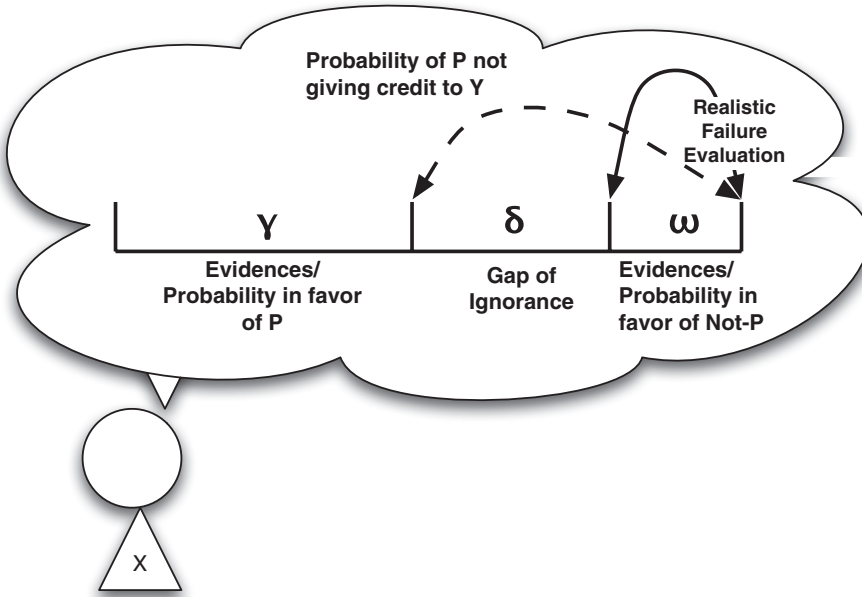 Probability of P not
giving credit to Y
Realistic
Failure
Evaluation
γ
δ
ω
Evidences/
Probability in favor
of P
Gap of
Ignorance
Evidences/
Probability in
favor of Not-P
X